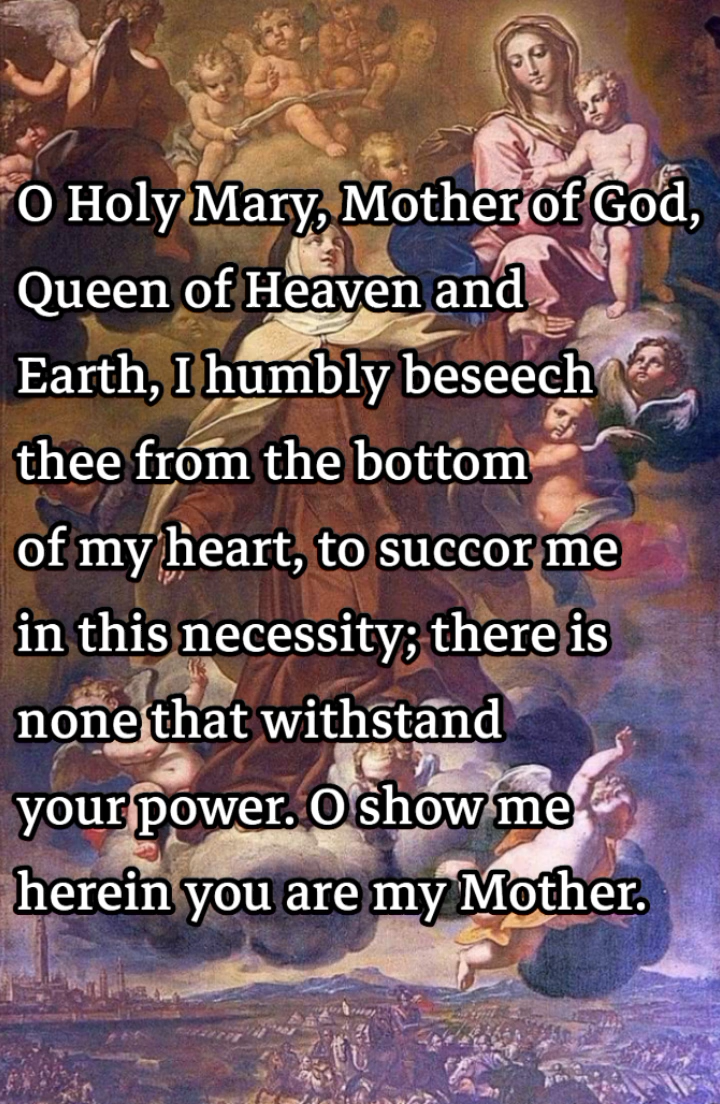 O Holy Mary, Mother of God,
Queen of Heaven and
Earth, I humbly beseech
thee from the bottom
of my heart, to succor me
in this necessity; there is
none that withstand
your power. O show me
herein you are my Mother.